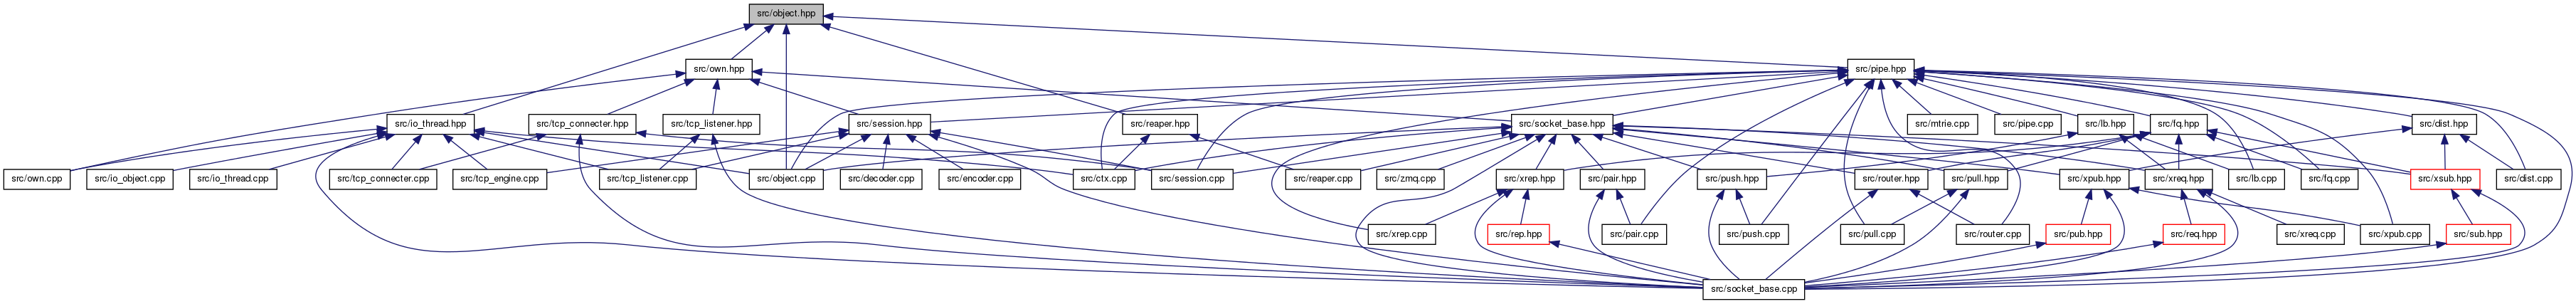 src/object.hpp
src/own.hpp
src/pipe.hpp
src/io_thread.hpp
src/tcp_connecter.hpp
src/tcp_listener.hpp
src/session.hpp
src/reaper.hpp
src/socket_base.hpp
src/mtrie.cpp
src/pipe.cpp
src/lb.hpp
src/fq.hpp
src/dist.hpp
src/own.cpp
src/io_object.cpp
src/io_thread.cpp
src/tcp_connecter.cpp
src/tcp_engine.cpp
src/tcp_listener.cpp
src/object.cpp
src/decoder.cpp
src/encoder.cpp
src/ctx.cpp
src/session.cpp
src/reaper.cpp
src/zmq.cpp
src/xrep.hpp
src/pair.hpp
src/push.hpp
src/router.hpp
src/pull.hpp
src/xpub.hpp
src/xreq.hpp
src/lb.cpp
src/fq.cpp
src/xsub.hpp
src/dist.cpp
src/xrep.cpp
src/rep.hpp
src/pair.cpp
src/push.cpp
src/pull.cpp
src/router.cpp
src/pub.hpp
src/req.hpp
src/xreq.cpp
src/xpub.cpp
src/sub.hpp
src/socket_base.cpp